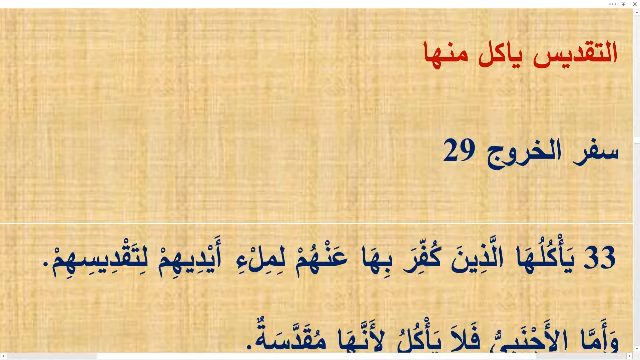 التقديس ياكل منها
سفر الخروج 29
33 يَأْكُلُهَا الَّذِينَ كُفِّرَ بِهَا عَنْهُمْ لِمِلْءِ أَيْدِيهِمْ لِتَقْدِيسِهِمْ.
وَأَمَّا الأَجْنَبِيُّ فَلاَ يَأْكُلُ لأَنَّهَا مُقَدَّسَةٌ.